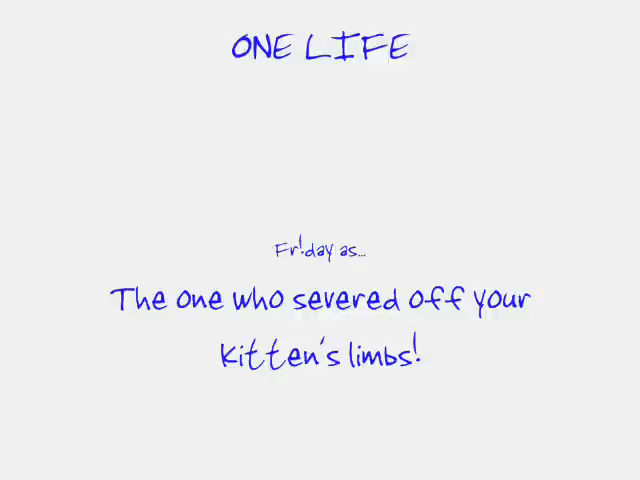 ONE LIFE
Fr!day as...
The one who severed off your
kitten's limbs!